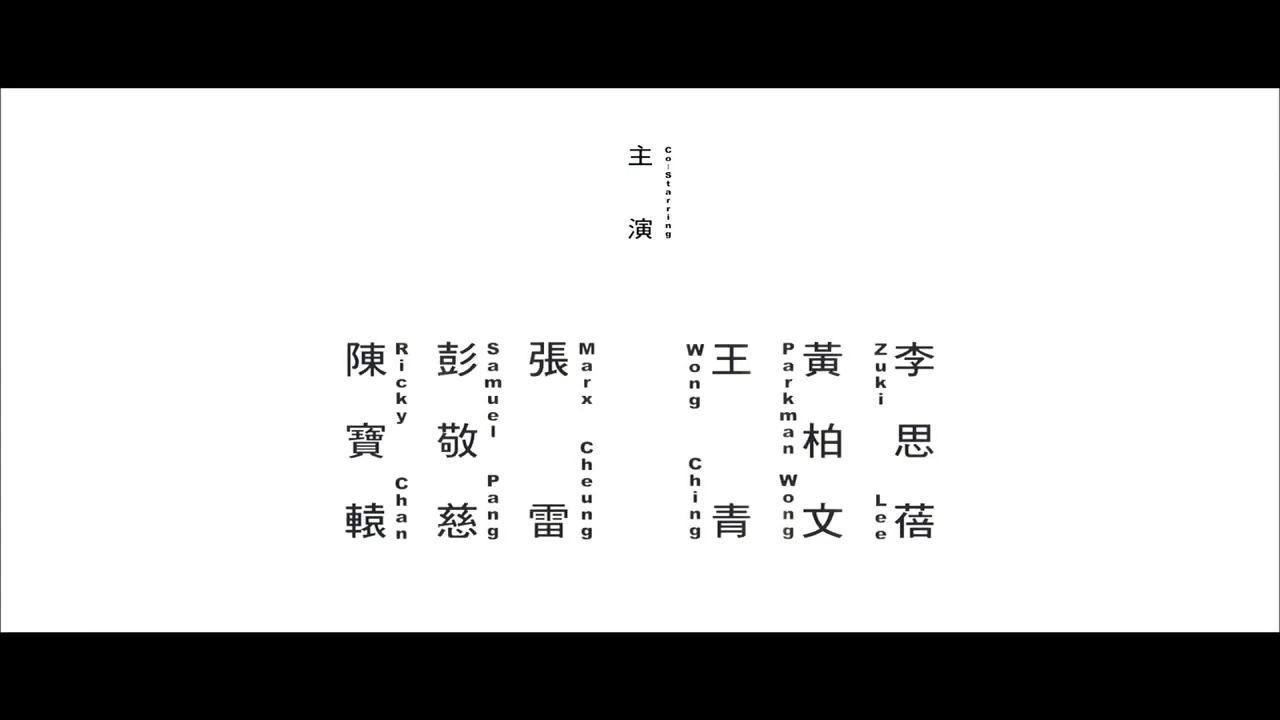 主演
Co-Starring
陳寶轅
Ricky Chan
彭敬慈
Samuel Pang
張雷
Marx Cheung
王青
Wong Ching
黃柏文
Parkman Wong
李思蓓
Zuki Lee